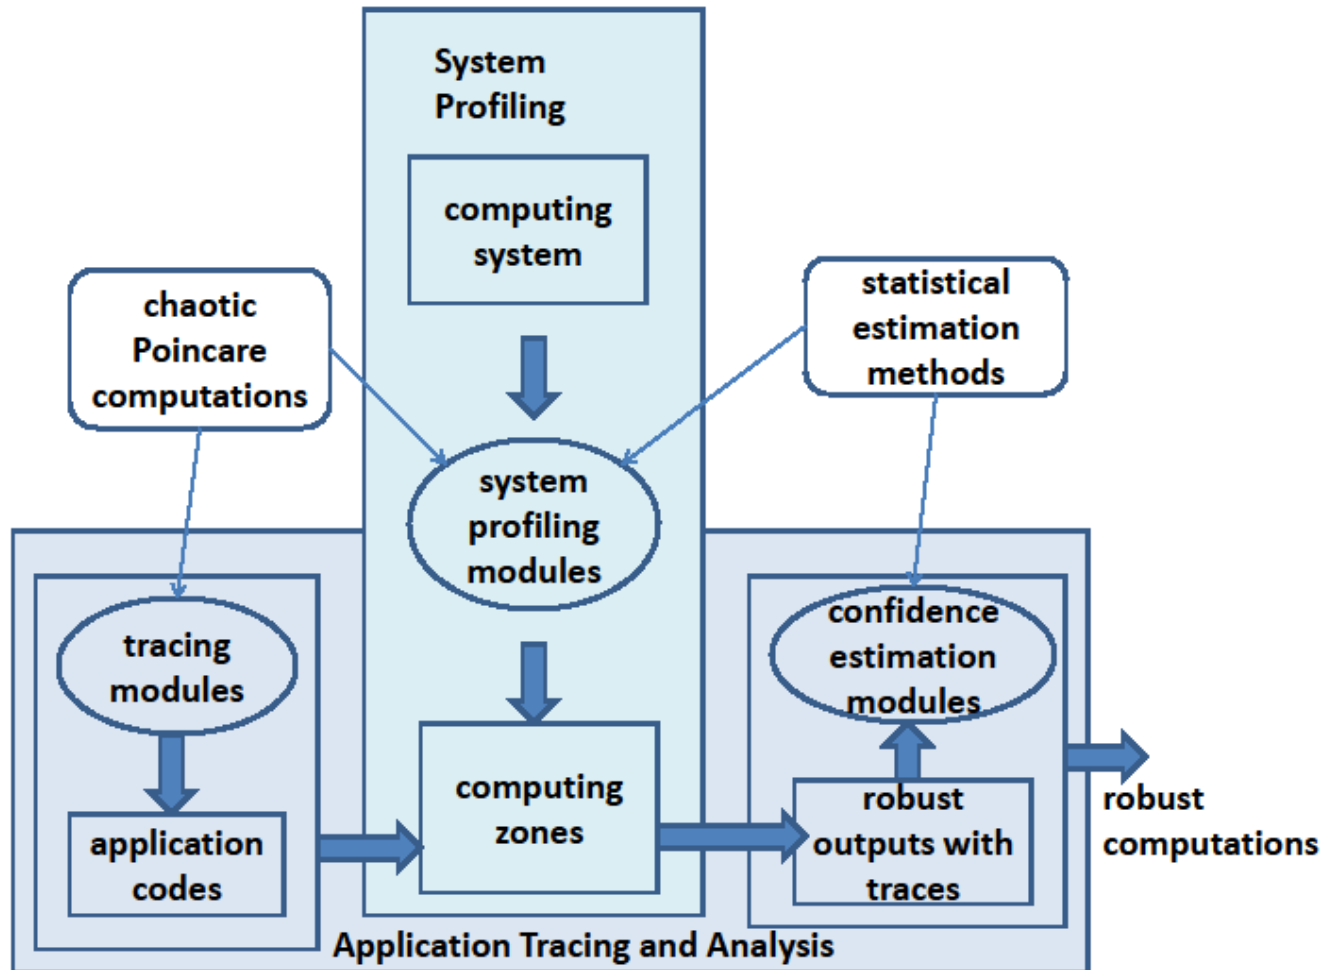 System
Profiling
computing
system
chaotic
Poincare
computations
statistical
estimation
methods
system
profiling
modules
tracing
modules
confidence
estimation
modules
application
codes
computing
zones
robust
outputs with
traces
robust
computations
Application Tracing and Analysis